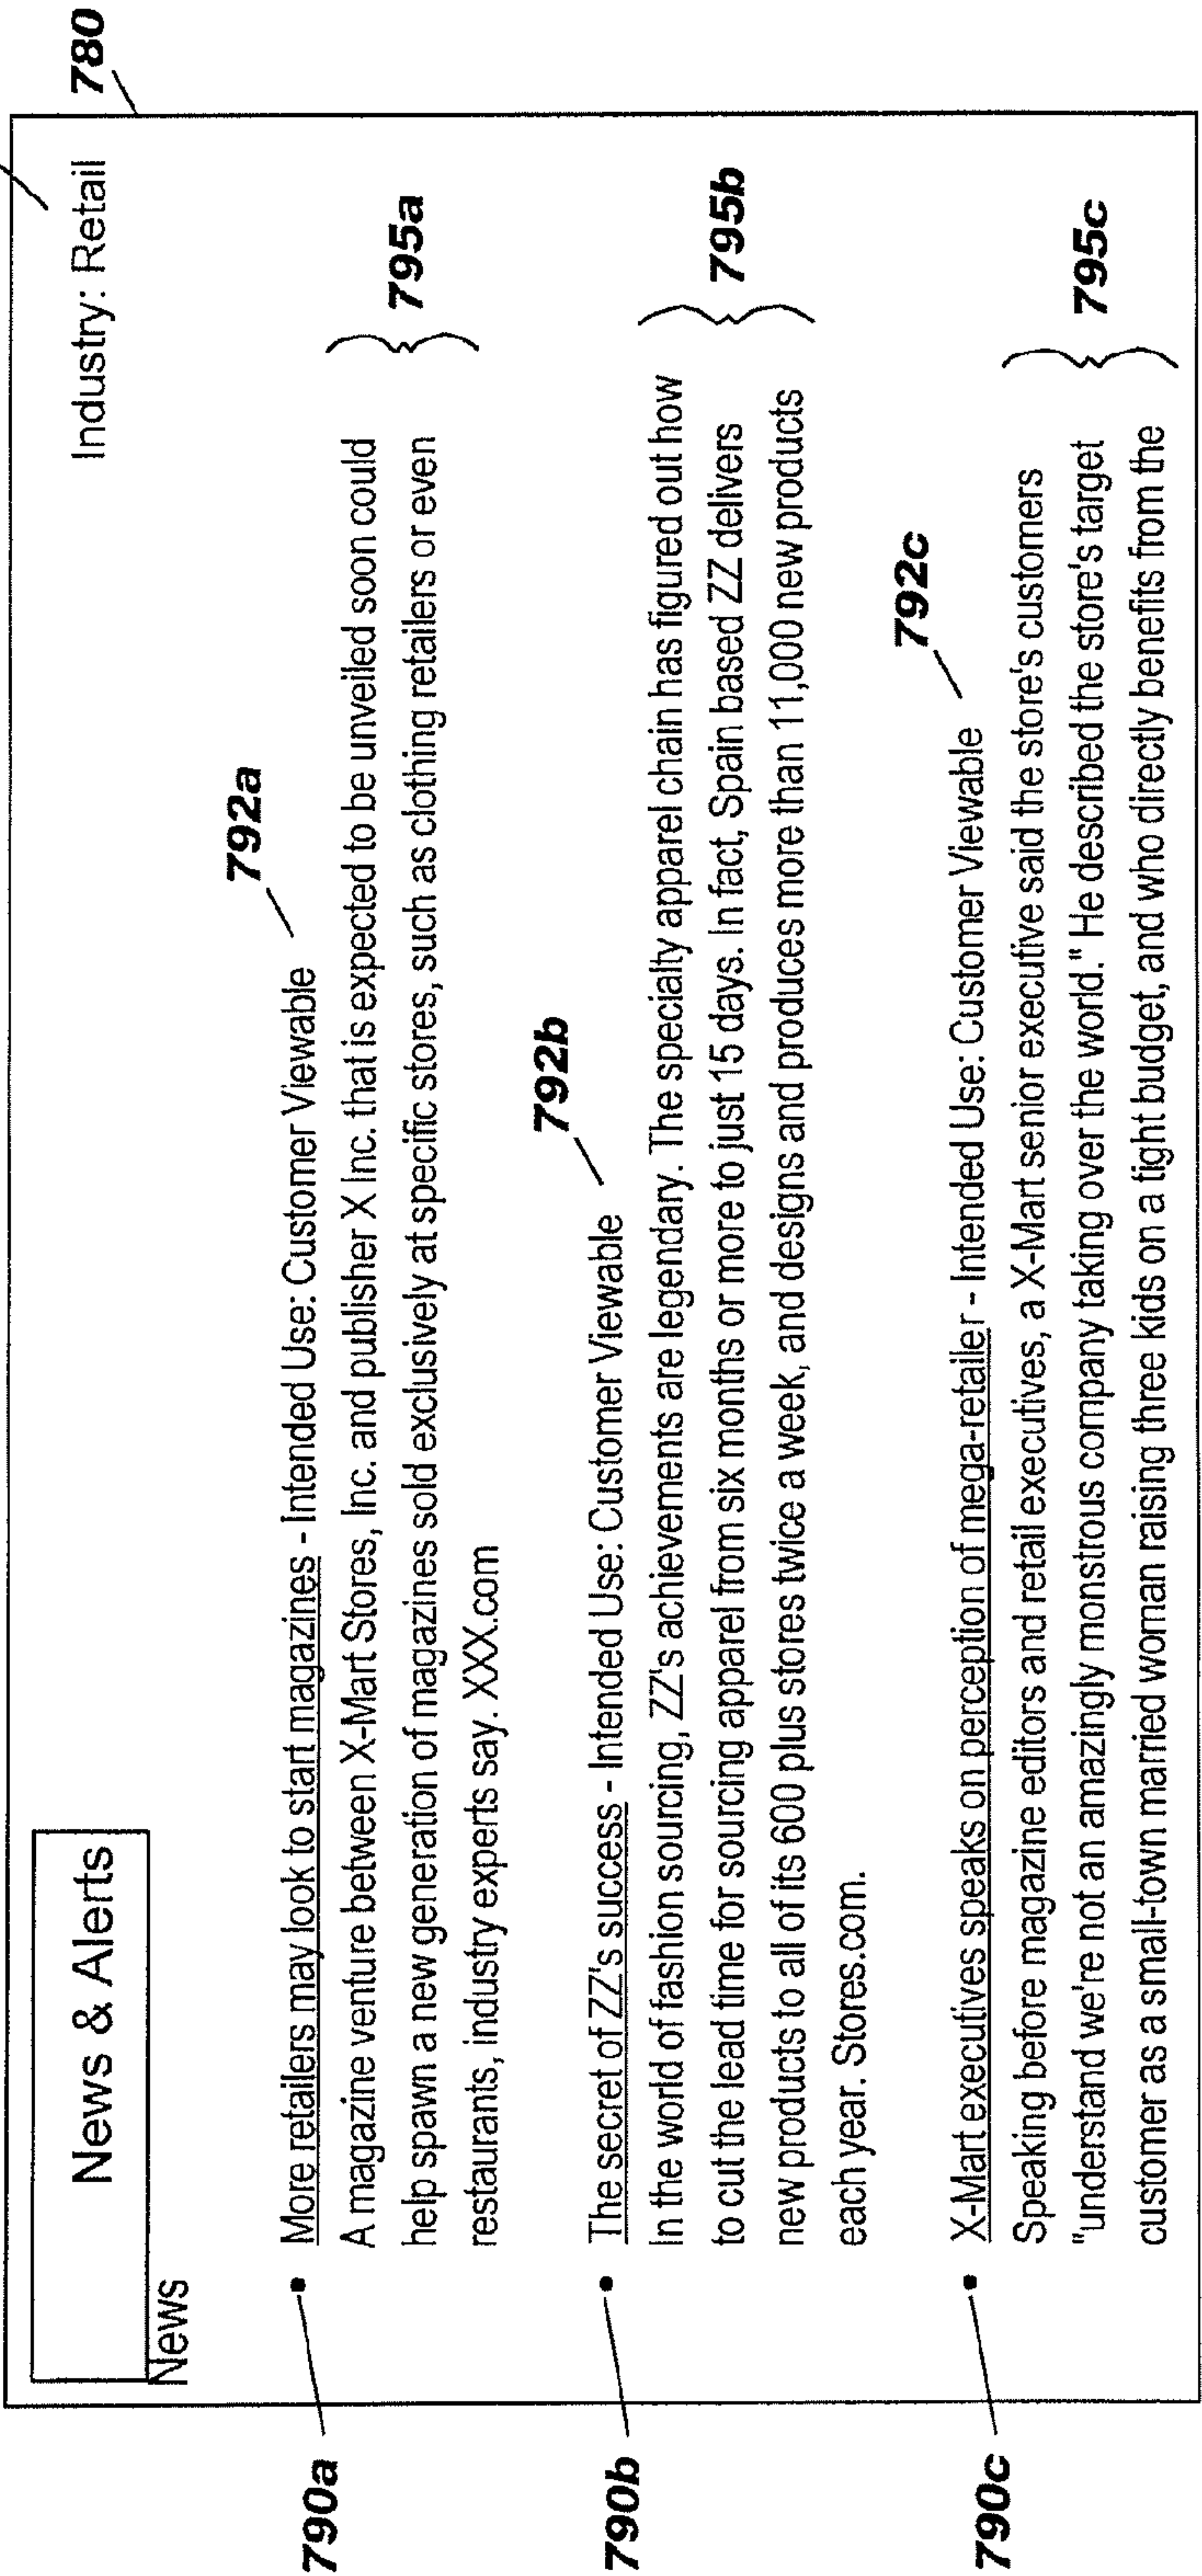 780
Industry: Retail
News & Alerts
News
790a
792a
More retailers may look to start magazines - Intended Use: Customer Viewable
A magazine venture between X-Mart Stores, Inc. and publisher X Inc. that is expected to be unveiled soon could
help spawn a new generation of magazines sold exclusively at specific stores, such as clothing retailers or even
restaurants, industry experts say. XXX.com
795a
790b
792b
The secret of ZZ's success - Intended Use: Customer Viewable
In the world of fashion sourcing, ZZ's achievements are legendary. The specialty apparel chain has figured out how
to cut the lead time for sourcing apparel from six months or more to just 15 days. In fact, Spain based ZZ delivers
new products to all of its 600 plus stores twice a week, and designs and produces more than 11,000 new products
each year. Stores.com.
795b
790c
792c
X-Mart executives speaks on perception of mega-retailer - Intended Use: Customer Viewable
Speaking before magazine editors and retail executives, a X-Mart senior executive said the store's customers
"understand we're not an amazingly monstrous company taking over the world." He described the store's target
customer as a small-town married woman raising three kids on a tight budget, and who directly benefits from the
795c